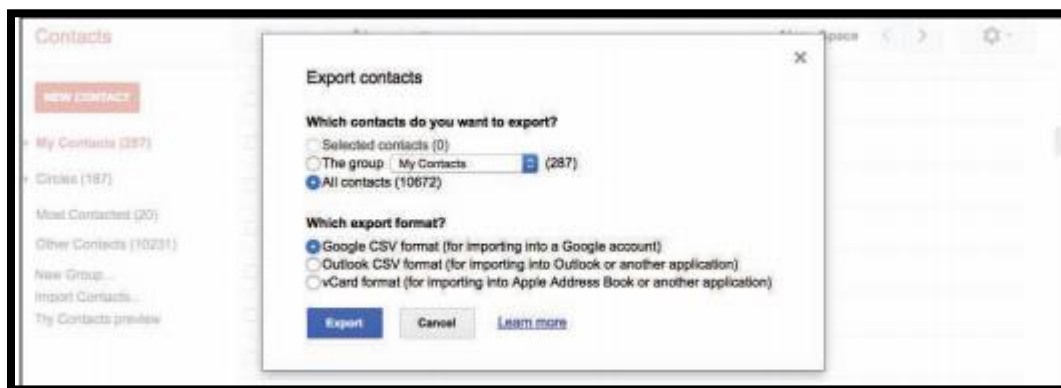 Contacts
Space
Export contacts
NEW CONTACT
Which contacts do you want to export?
Selected contacts (0)
My Contacts (287)
The group My Contacts (287)
All contacts (10672)
Circles (187)
Most Contacted (20)
Which export format?
Other Contacts (10231)
Google CSV format (for importing into a Google account)
Outlook CSV format (for importing into Outlook or another application)
New Group...
vCard format (for importing into Apple Address Book or another application)
Import Contacts...
Try Contacts preview
Export Cancel Learn more